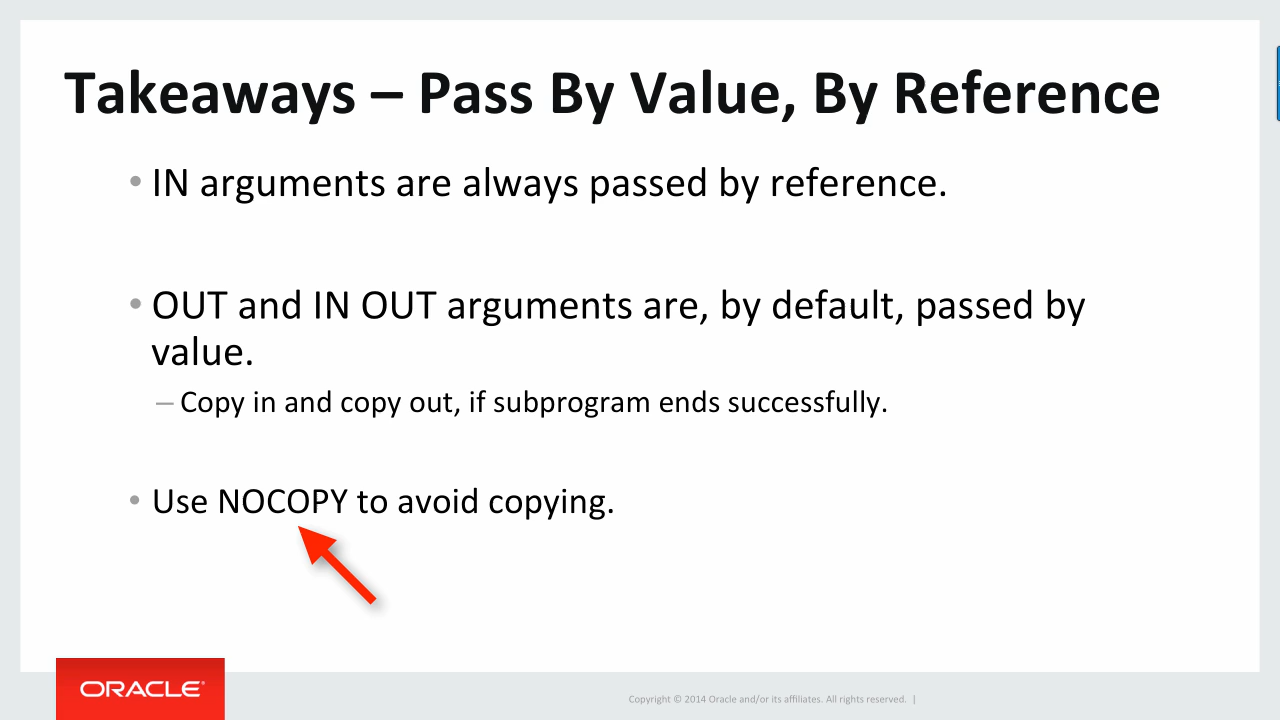 Takeaways – Pass By Value, By Reference
• IN arguments are always passed by reference.
• OUT and IN OUT arguments are, by default, passed by
value.
– Copy in and copy out, if subprogram ends successfully.
• Use NOCOPY to avoid copying.
ORACLE®
Copyright © 2014 Oracle and/or its affiliates. All rights reserved. |